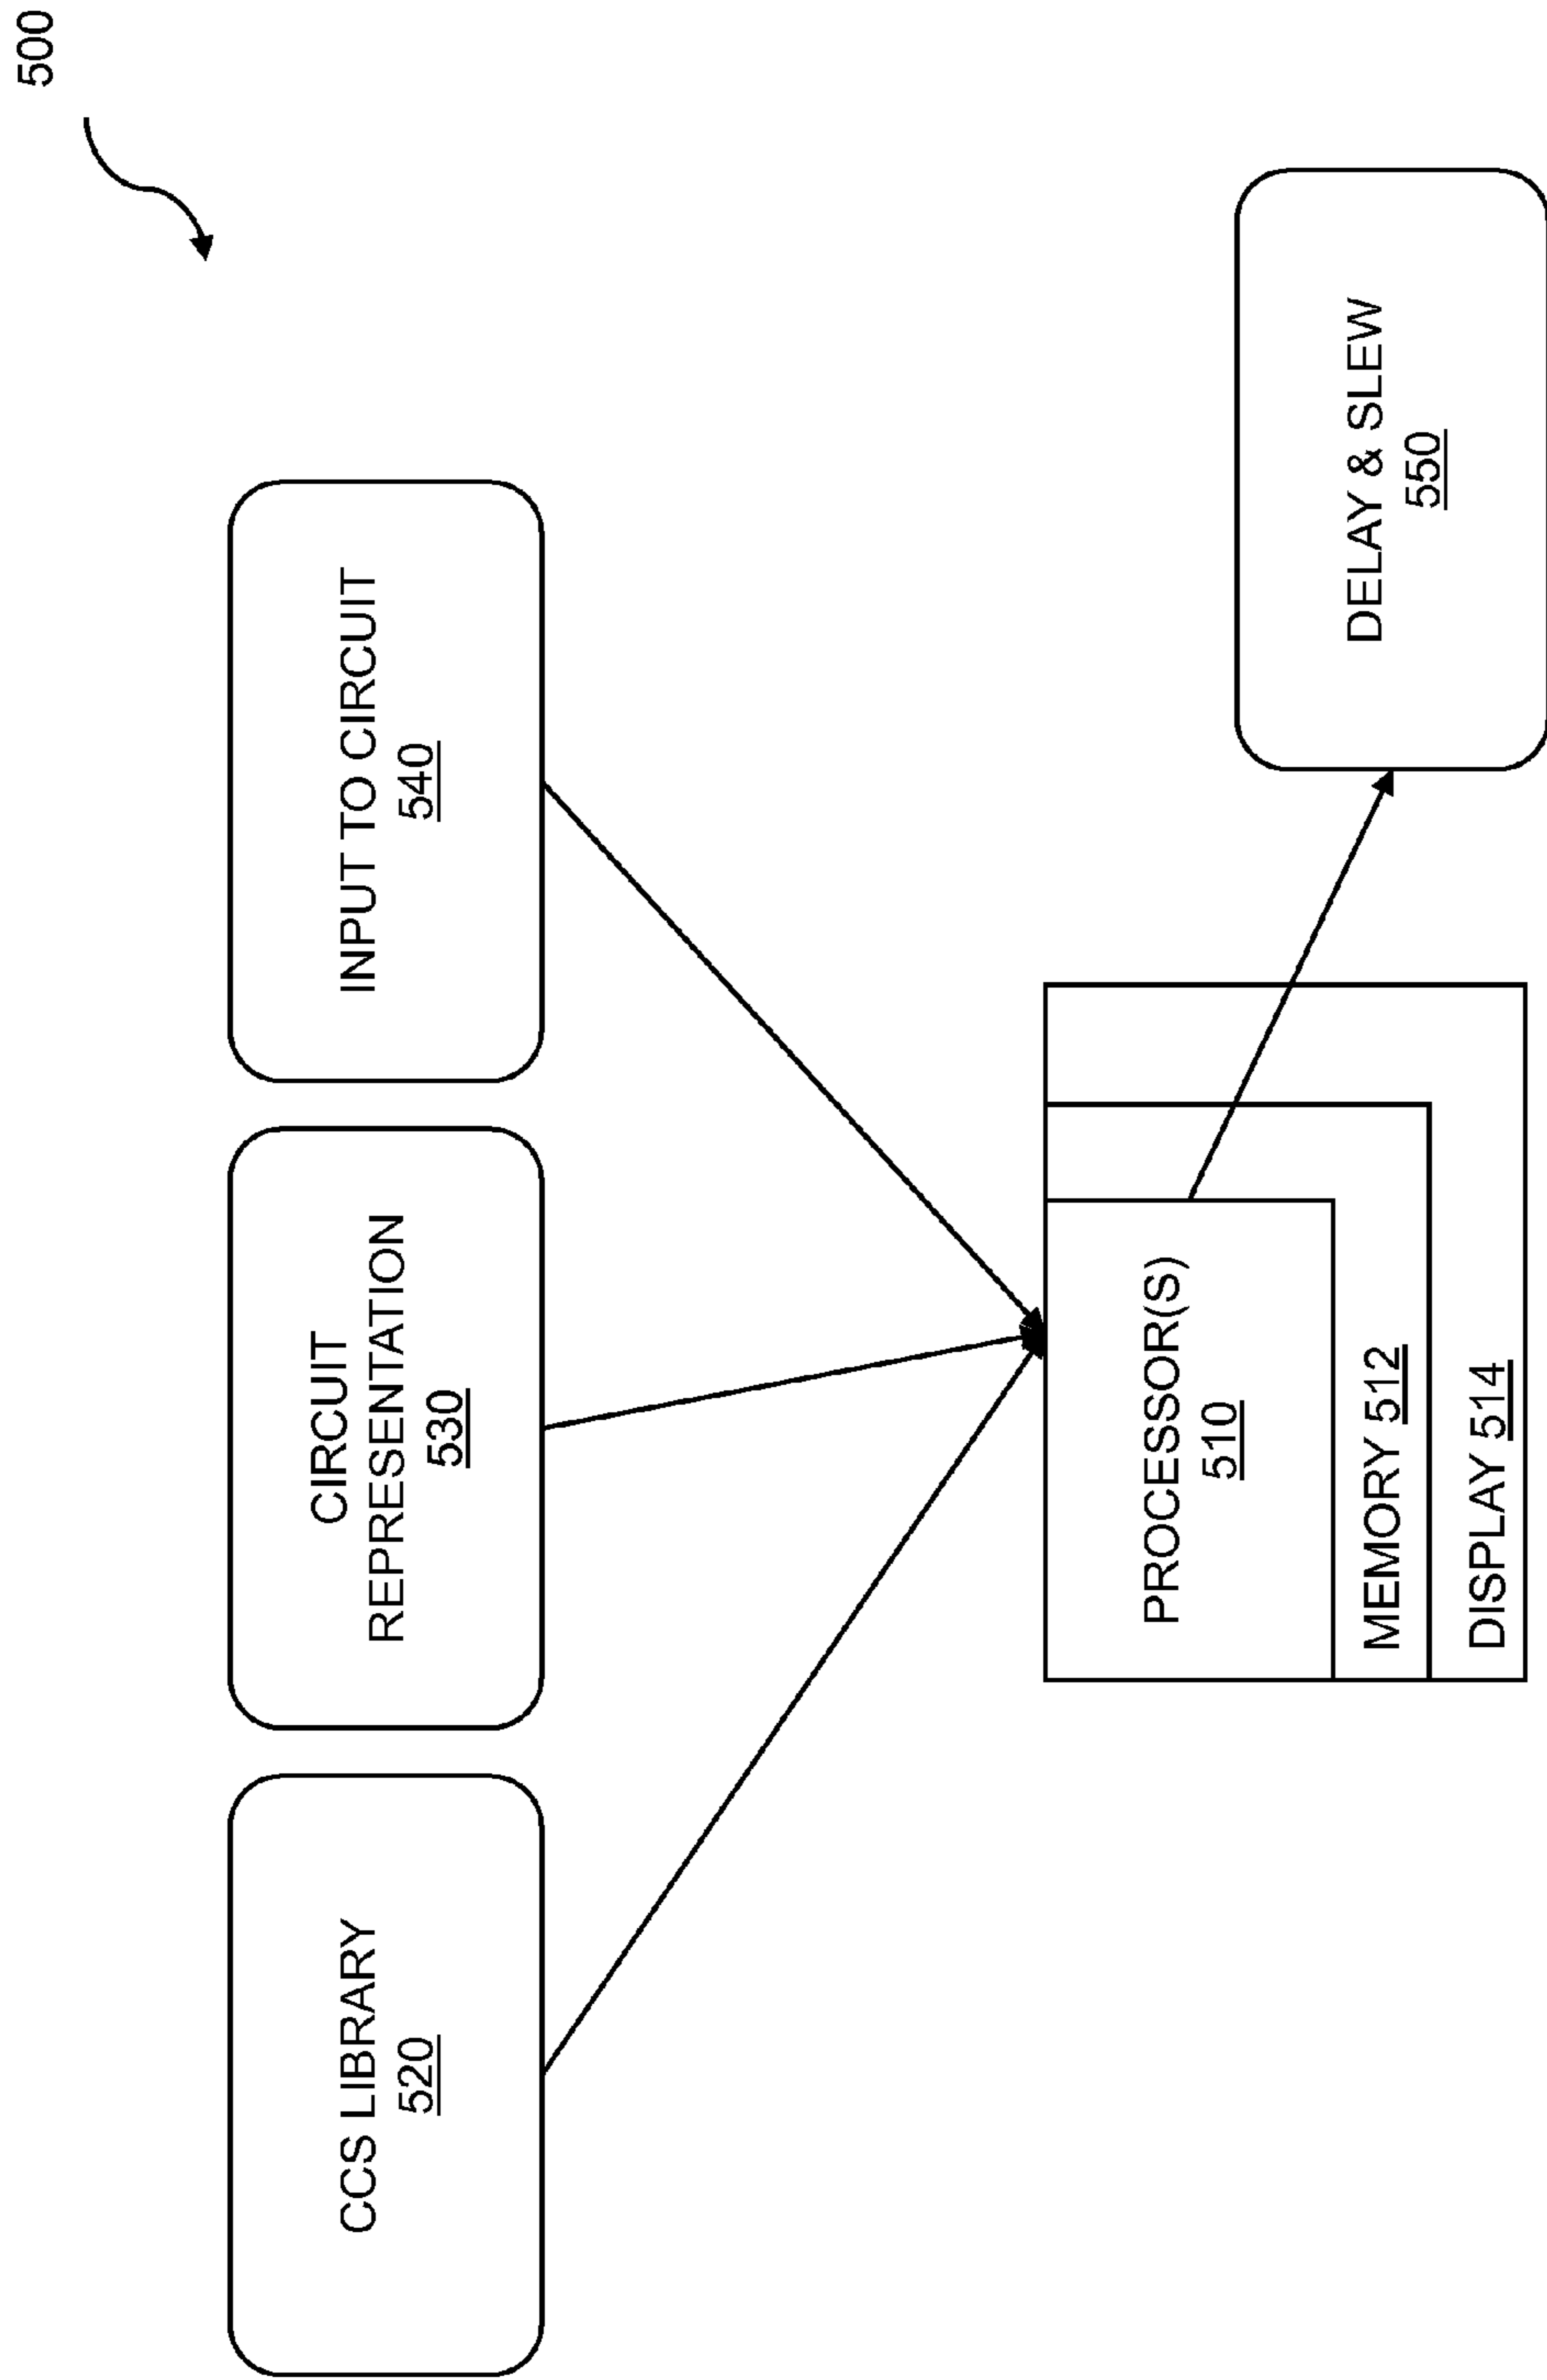 500
CCS LIBRARY
520
CIRCUIT
REPRESENTATION
530
INPUT TO CIRCUIT
540
PROCESSOR(S)
510
MEMORY 512
DISPLAY 514
DELAY & SLEW
550